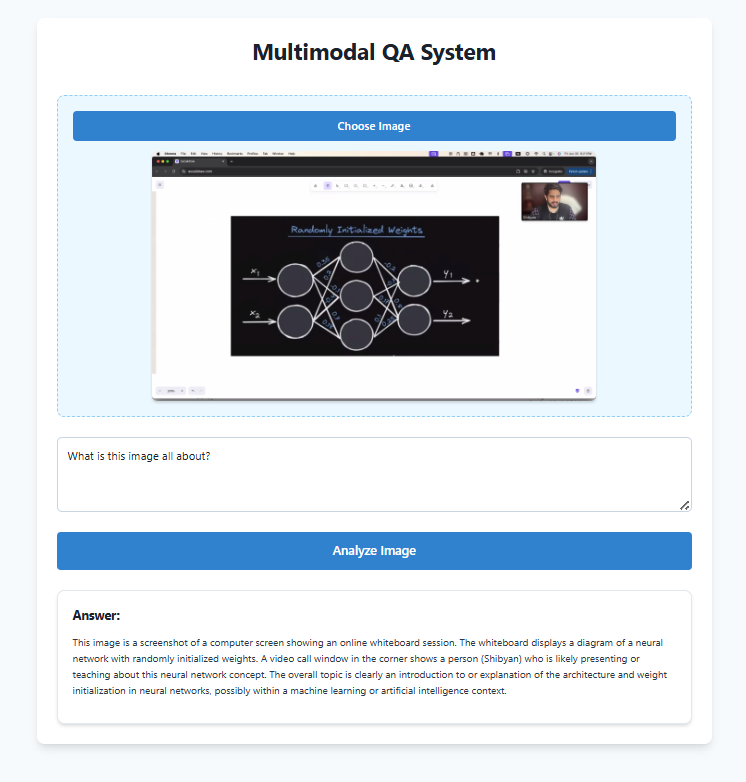 Multimodal QA System
Choose Image
Randomly Initialized Weights
x₁
y₁
x₂
y₂
What is this image all about?
Analyze Image
Answer:
This image is a screenshot of a computer screen showing an online whiteboard session. The whiteboard displays a diagram of a neural
network with randomly initialized weights. A video call window in the corner shows a person (Shibyan) who is likely presenting or
teaching about this neural network concept. The overall topic is clearly an introduction to or explanation of the architecture and weight
initialization in neural networks, possibly within a machine learning or artificial intelligence context.